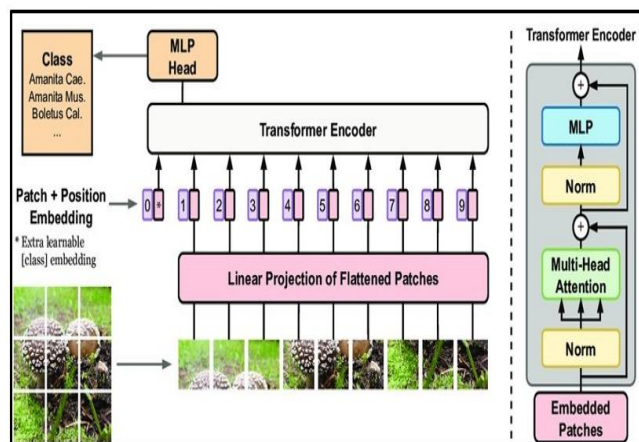 Class
Amanita Cae.
Amanita Mus.
Boletus Cal.
...
MLP
Head
Transformer Encoder
Patch + Position
Embedding
* Extra learnable
[class] embedding
0 * 1 2 3 4 5 6 7 8 9
Linear Projection of Flattened Patches
Transformer Encoder
+
MLP
Norm
+
Multi-Head
Attention
Norm
Embedded
Patches